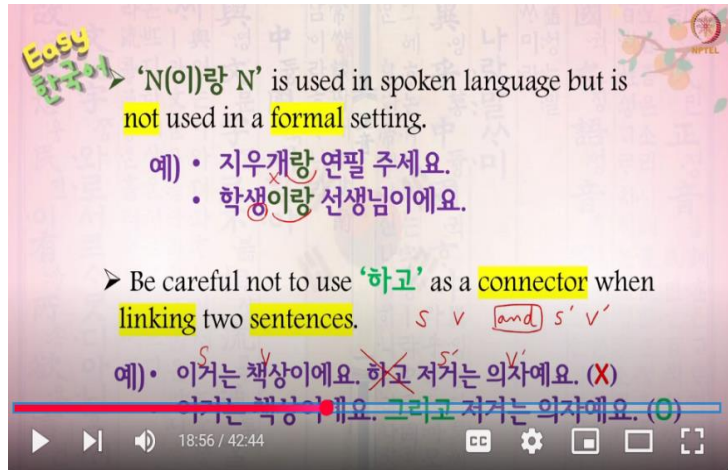 Easy
한국어
NPTEL
➤ ‘N(이)랑 N’ is used in spoken language but is
not used in a formal setting.
예) • 지우개랑 연필 주세요.
x
• 학생이랑 선생님이에요.
➤ Be careful not to use ‘하고’ as a connector when
linking two sentences.
S V and S' V'
S V S' V'
예) • 이거는 책상이에요. 하고 저거는 의자예요. (X)
• 이거는 책상이에요. 그리고 저거는 의자예요. (O)
18:56 / 42:44
CC